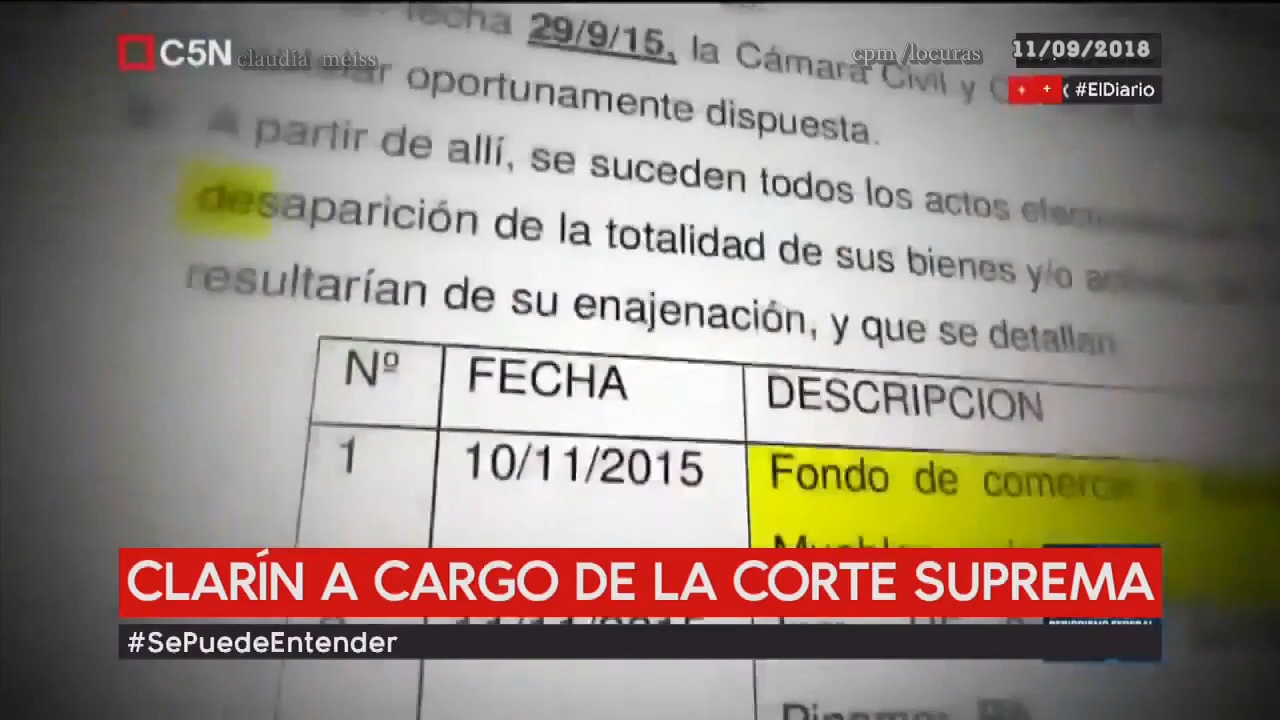 fecha 29/9/15, la Cámara Civil y
C5N
claudia meiss
cpm /locuras
11/09/2018
#ElDiario
oportunamente dispuesta.
A partir de allí, se suceden todos los actos
desaparición de la totalidad de sus bienes y/o
resultarían de su enajenación, y que se detallan
Nº FECHA DESCRIPCION
1 10/11/2015 Fondo de
CLARÍN A CARGO DE LA CORTE SUPREMA
#SePuedeEntender